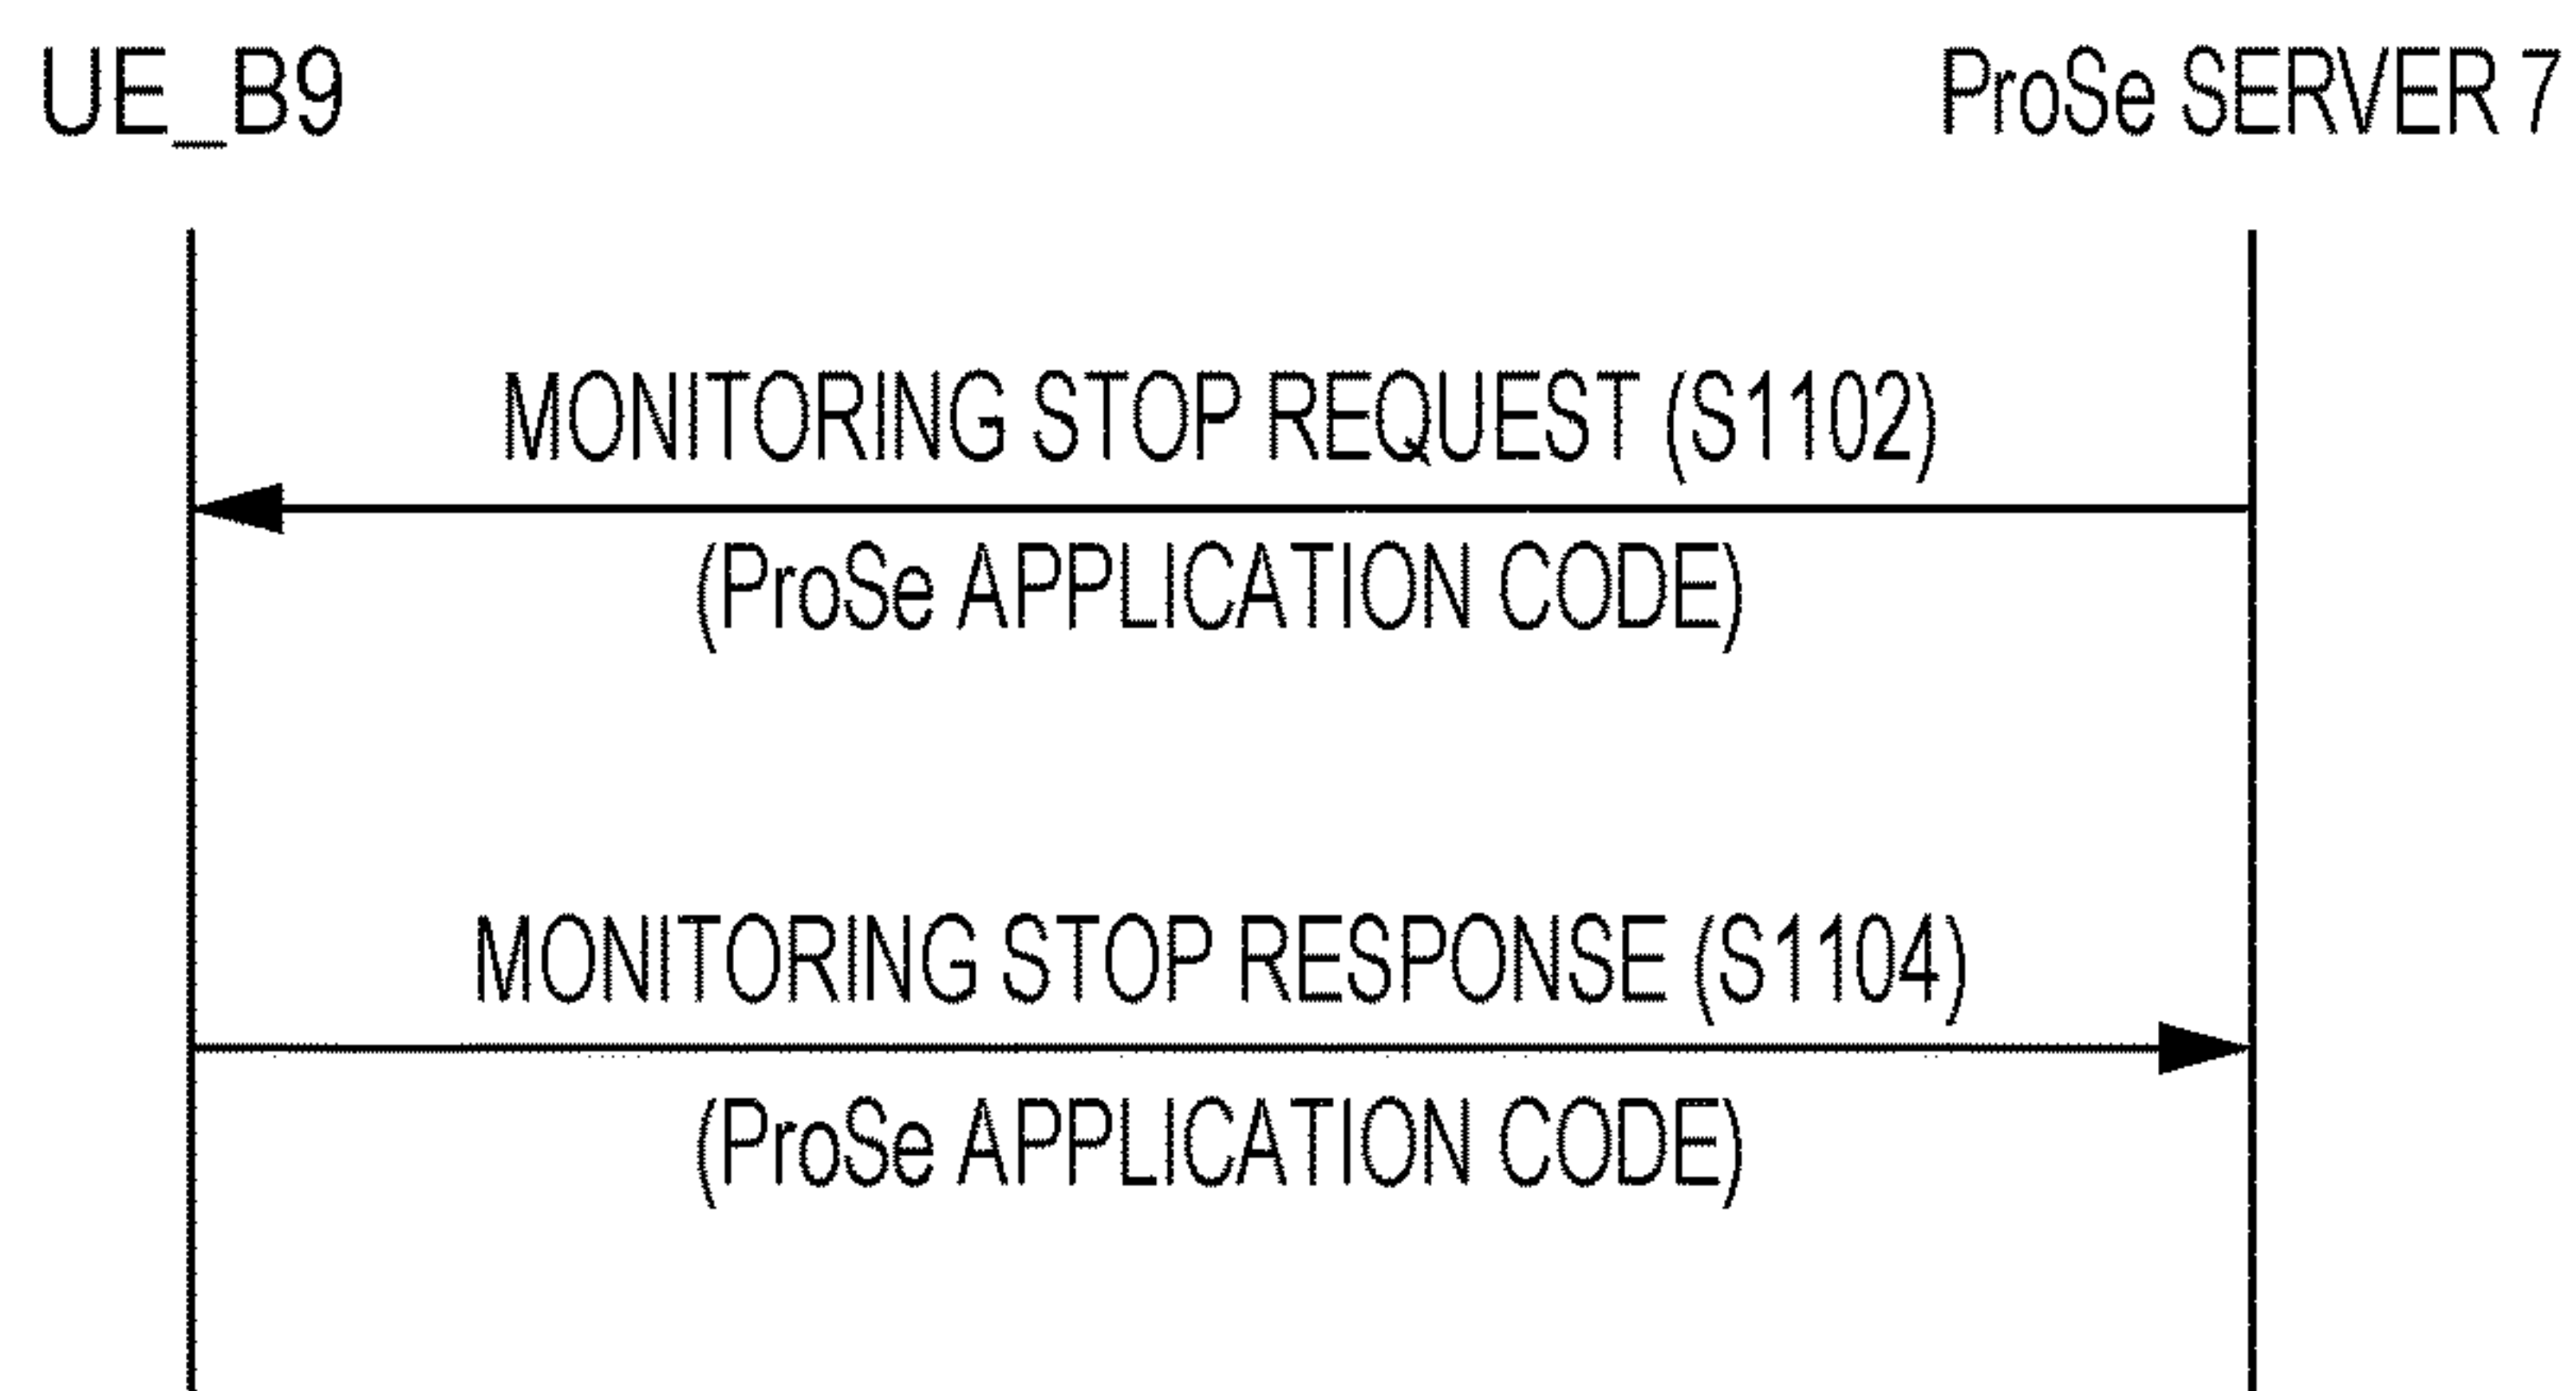 UE_B9
ProSe SERVER 7
MONITORING STOP REQUEST (S1102)
(ProSe APPLICATION CODE)
MONITORING STOP RESPONSE (S1104)
(ProSe APPLICATION CODE)